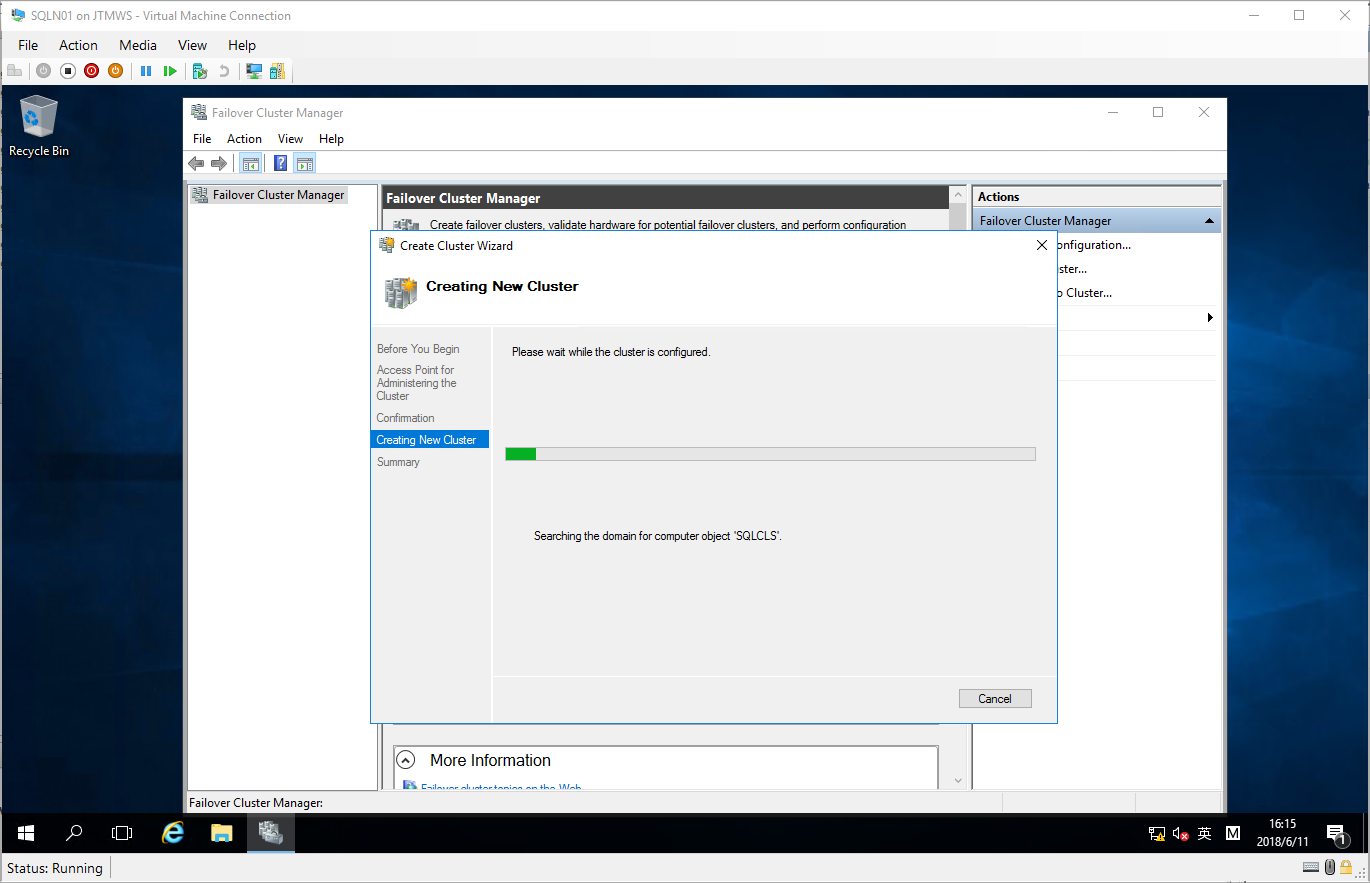 SQLN01 on JTMWS - Virtual Machine Connection
File Action Media View Help
Recycle Bin
Failover Cluster Manager
File Action View Help
Failover Cluster Manager
Failover Cluster Manager
Create failover clusters, validate hardware for potential failover clusters, and perform configuration
Actions
Failover Cluster Manager
onfiguration...
ster...
o Cluster...
Create Cluster Wizard
Creating New Cluster
Before You Begin
Access Point for
Administering the
Cluster
Confirmation
Creating New Cluster
Summary
Please wait while the cluster is configured.
Searching the domain for computer object 'SQLCLS'.
Cancel
More Information
Failover cluster topics on the Web
Failover Cluster Manager:
英
M
16:15
2018/6/11
1
Status: Running